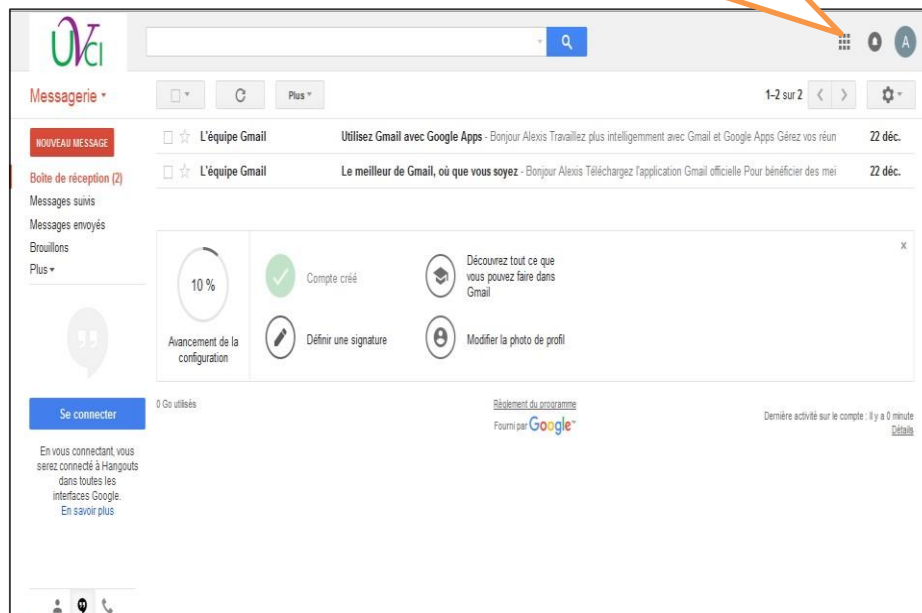 UVCI
A
Messagerie
Plus
1–2 sur 2
NOUVEAU MESSAGE
L'équipe Gmail Utilisez Gmail avec Google Apps - Bonjour Alexis Travaillez plus intelligemment avec Gmail et Google Apps Gérez vos réun 22 déc.
L'équipe Gmail Le meilleur de Gmail, où que vous soyez - Bonjour Alexis Téléchargez l'application Gmail officielle Pour bénéficier des mei 22 déc.
Boîte de réception (2)
Messages suivis
Messages envoyés
Brouillons
Plus
x
10 %
Avancement de la
configuration
Compte créé
Découvrez tout ce que
vous pouvez faire dans
Gmail
Définir une signature
Modifier la photo de profil
0 Go utilisés
Règlement du programme
Fourni par Google™
Dernière activité sur le compte : Il y a 0 minute
Détails
Se connecter
En vous connectant, vous
serez connecté à Hangouts
dans toutes les
interfaces Google.
En savoir plus